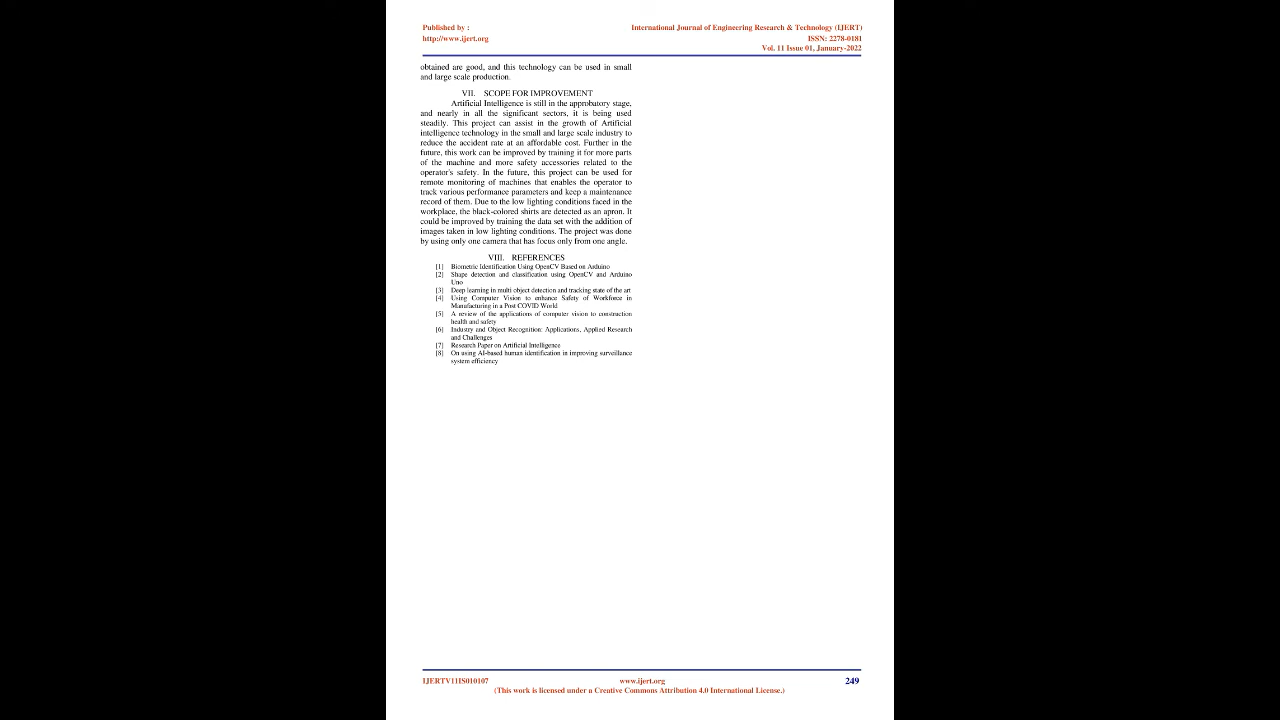 Published by :
http://www.ijert.org
International Journal of Engineering Research & Technology (IJERT)
ISSN: 2278-0181
Vol. 11 Issue 01, January-2022
obtained are good, and this technology can be used in small
and large scale production.
VII. SCOPE FOR IMPROVEMENT
Artificial Intelligence is still in the approbatory stage,
and nearly in all the significant sectors, it is being used
steadily. This project can assist in the growth of Artificial
intelligence technology in the small and large scale industry to
reduce the accident rate at an affordable cost. Further in the
future, this work can be improved by training it for more parts
of the machine and more safety accessories related to the
operator's safety. In the future, this project can be used for
remote monitoring of machines that enables the operator to
track various performance parameters and keep a maintenance
record of them. Due to the low lighting conditions faced in the
workplace, the black-colored shirts are detected as an apron. It
could be improved by training the data set with the addition of
images taken in low lighting conditions. The project was done
by using only one camera that has focus only from one angle.
VIII. REFERENCES
[1] Biometric Identification Using OpenCV Based on Arduino
[2] Shape detection and classification using OpenCV and Arduino
Uno
[3] Deep learning in multi object detection and tracking state of the art
[4] Using Computer Vision to enhance Safety of Workforce in
Manufacturing in a Post COVID World
[5] A review of the applications of computer vision to construction
health and safety
[6] Industry and Object Recognition: Applications, Applied Research
and Challenges
[7] Research Paper on Artificial Intelligence
[8] On using AI-based human identification in improving surveillance
system efficiency
IJERTV11IS010107
www.ijert.org
249
(This work is licensed under a Creative Commons Attribution 4.0 International License.)